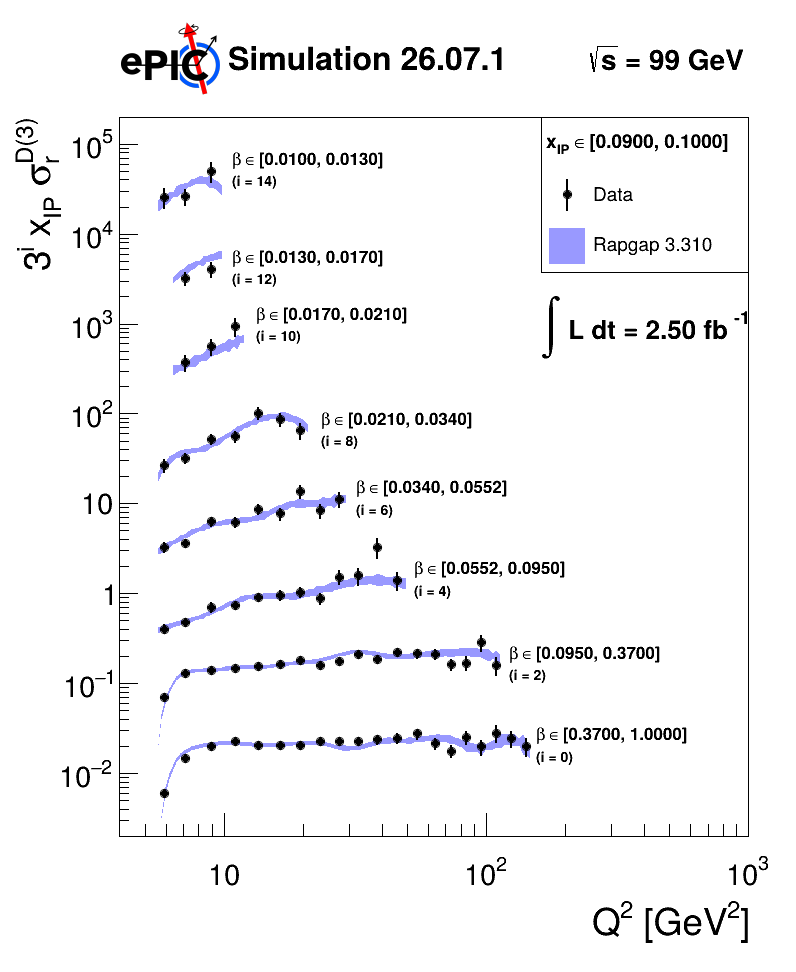 ePIC Simulation 26.07.1 √s = 99 GeV
3^i x_IP σ_r^D(3)
x_IP ∈ [0.0900, 0.1000]
Data
Rapgap 3.310
∫ L dt = 2.50 fb^-1
β ∈ [0.0100, 0.0130]
(i = 14)
β ∈ [0.0130, 0.0170]
(i = 12)
β ∈ [0.0170, 0.0210]
(i = 10)
β ∈ [0.0210, 0.0340]
(i = 8)
β ∈ [0.0340, 0.0552]
(i = 6)
β ∈ [0.0552, 0.0950]
(i = 4)
β ∈ [0.0950, 0.3700]
(i = 2)
β ∈ [0.3700, 1.0000]
(i = 0)
10^5
10^4
10^3
10^2
10
1
10^−1
10^−2
10 10^2 10^3
Q^2 [GeV^2]